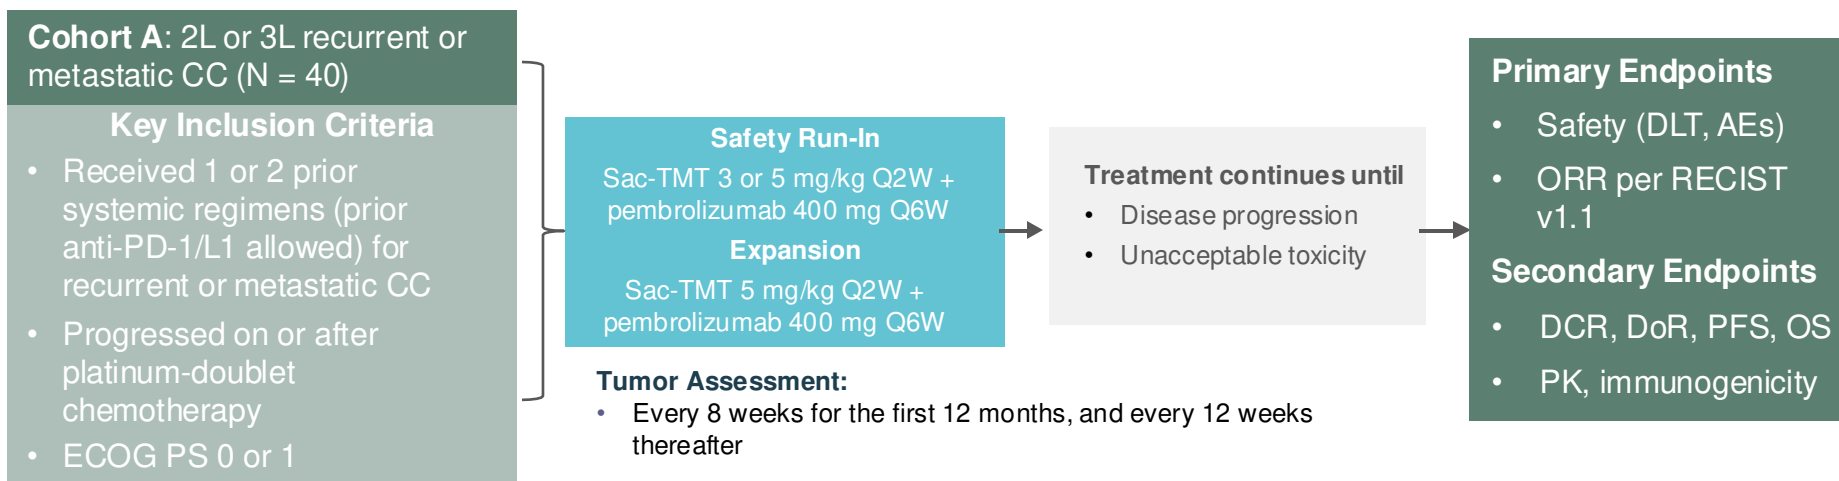 Cohort A: 2L or 3L recurrent or
metastatic CC (N = 40)
Key Inclusion Criteria
• Received 1 or 2 prior
systemic regimens (prior
anti-PD-1/L1 allowed) for
recurrent or metastatic CC
• Progressed on or after
platinum-doublet
chemotherapy
• ECOG PS 0 or 1
Safety Run-In
Sac-TMT 3 or 5 mg/kg Q2W +
pembrolizumab 400 mg Q6W
Expansion
Sac-TMT 5 mg/kg Q2W +
pembrolizumab 400 mg Q6W
Tumor Assessment:
• Every 8 weeks for the first 12 months, and every 12 weeks
thereafter
Treatment continues until
• Disease progression
• Unacceptable toxicity
Primary Endpoints
• Safety (DLT, AEs)
• ORR per RECIST
v1.1
Secondary Endpoints
• DCR, DoR, PFS, OS
• PK, immunogenicity